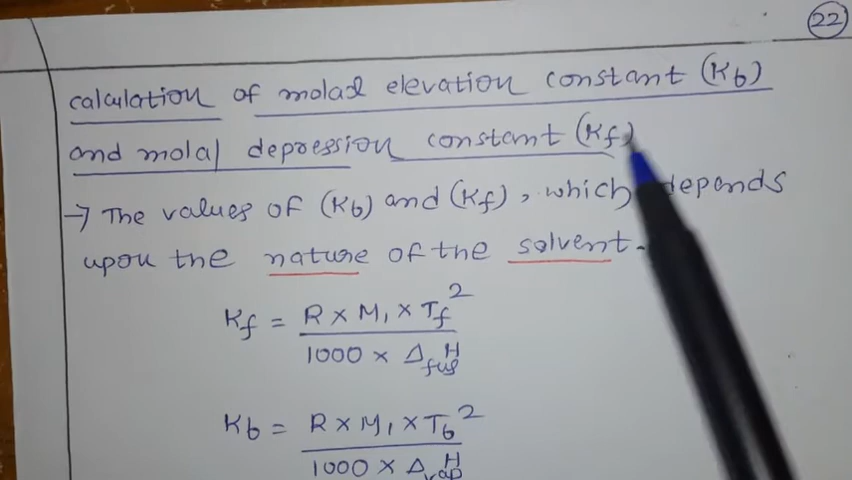 22
calculation of molal elevation constant (Kb)
and molal depression constant (Kf)
→ The values of (Kb) and (Kf), which depends
upon the nature of the solvent.
Kf = R × M₁ × Tf²
1000 × ΔfusH
Kb = R × M₁ × Tb²
1000 × ΔvapH